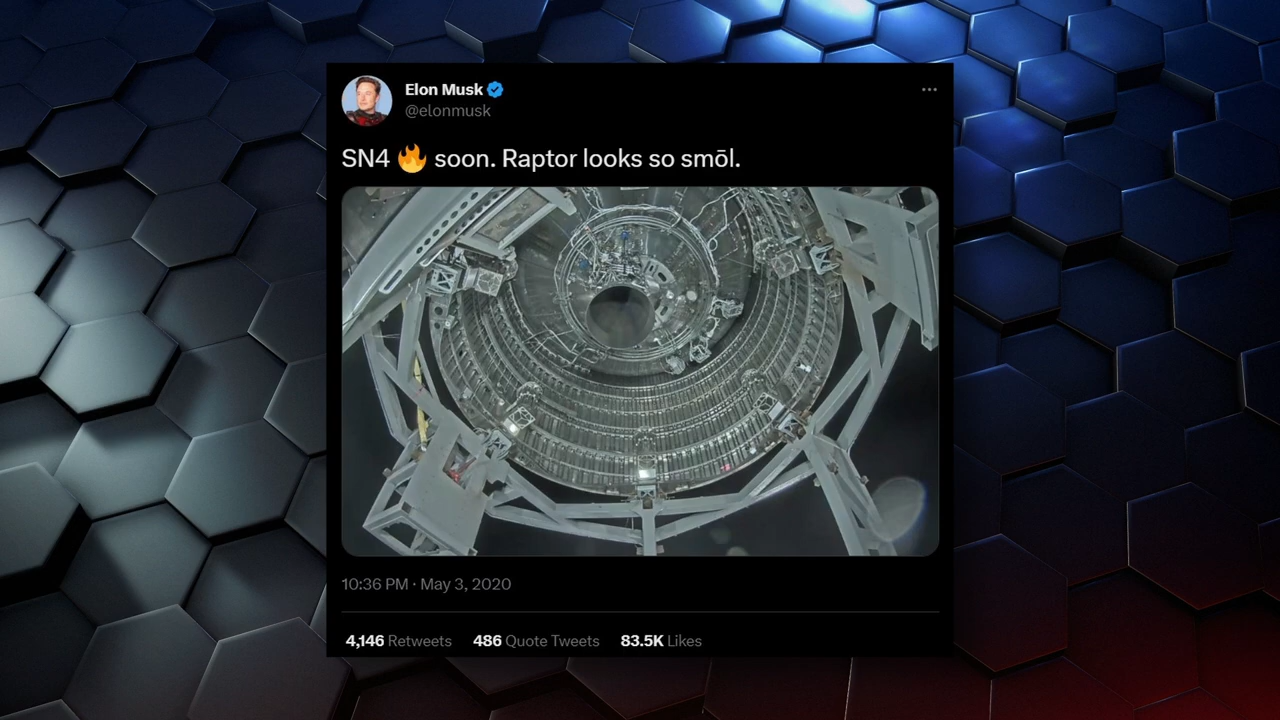 Elon Musk
@elonmusk
SN4 🔥 soon. Raptor looks so smōl.
10:36 PM · May 3, 2020
4,146 Retweets 486 Quote Tweets 83.5K Likes